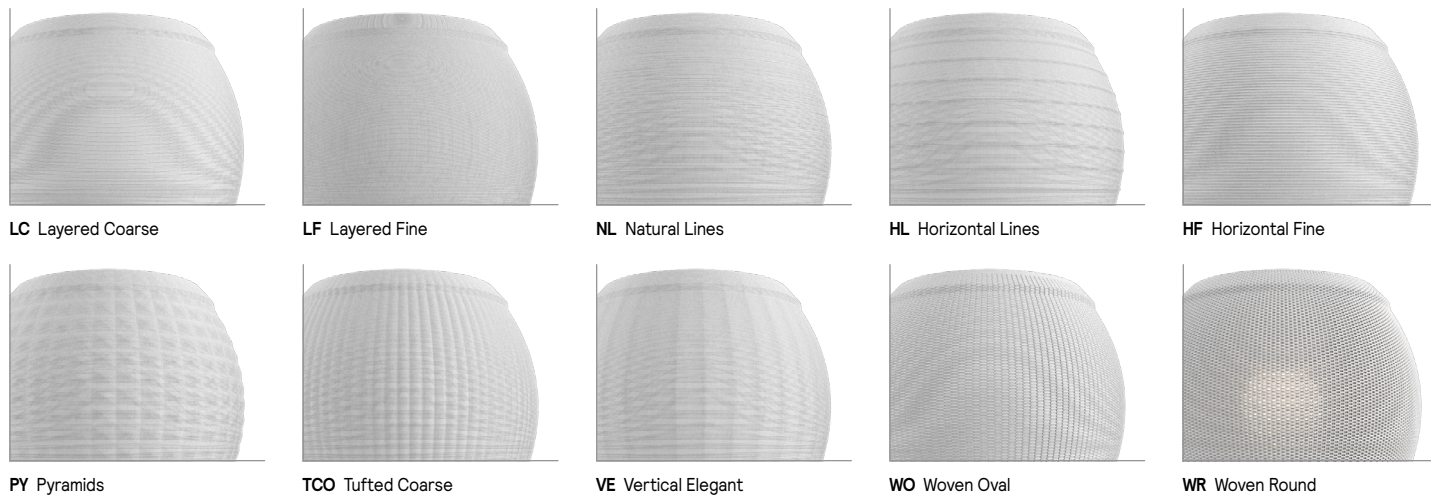 LC Layered Coarse
LF Layered Fine
NL Natural Lines
HL Horizontal Lines
HF Horizontal Fine
PY Pyramids
TCO Tufted Coarse
VE Vertical Elegant
WO Woven Oval
WR Woven Round